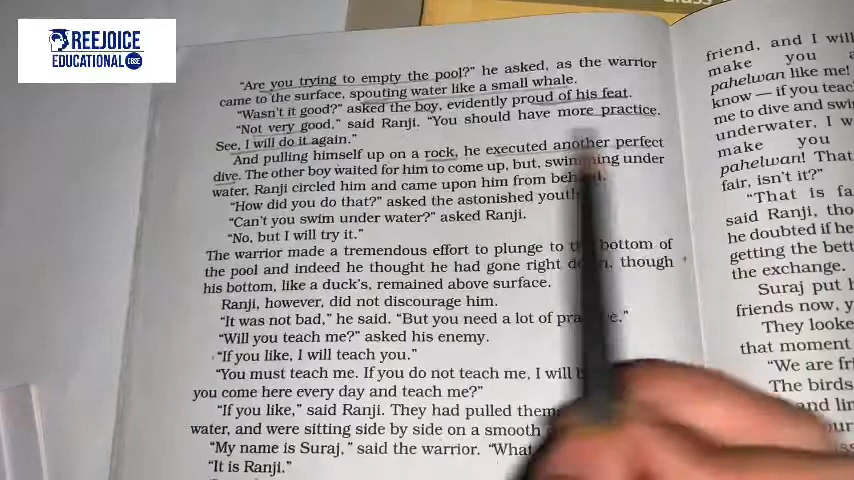 REEJOICE
EDUCATIONAL CBSE
"Are you trying to empty the pool?" he asked, as the warrior
came to the surface, spouting water like a small whale.
"Wasn't it good?" asked the boy, evidently proud of his feat.
"Not very good," said Ranji. "You should have more practice.
See, I will do it again."
And pulling himself up on a rock, he executed another perfect
dive. The other boy waited for him to come up, but, swimming under
water, Ranji circled him and came upon him from behind.
"How did you do that?" asked the astonished youth.
"Can't you swim under water?" asked Ranji.
"No, but I will try it."
The warrior made a tremendous effort to plunge to the bottom of
the pool and indeed he thought he had gone right down, though
his bottom, like a duck's, remained above surface.
Ranji, however, did not discourage him.
"It was not bad," he said. "But you need a lot of practice."
"Will you teach me?" asked his enemy.
"If you like, I will teach you."
"You must teach me. If you do not teach me, I will
you come here every day and teach me?"
"If you like," said Ranji. They had pulled
water, and were sitting side by side on a smooth
"My name is Suraj," said the warrior. "What
"It is Ranji."
friend, and I will
make you
pahelwan like me!
know — if you teach
me to dive and swim
underwater, I
make you
pahelwan! That
fair, isn't it?"
"That is
said Ranji,
he doubted if he
getting the
the exchange.
Suraj put
friends now,
They
that moment
"We are
The birds
and